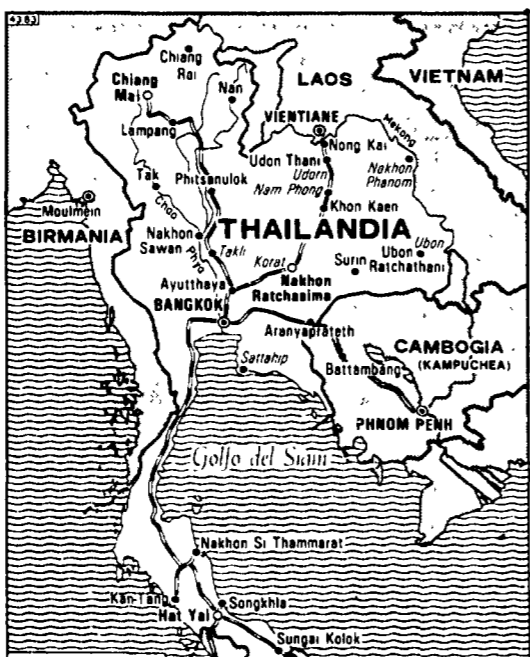 4383
Chiang
Rai
Chiang
Mai
Nan
LAOS
VIETNAM
VIENTIANE
Mekong
Lampang
Nong Kai
Udon Thani
Nakhon
Phanom
Udorn
Nam Phong
Tak
Phitsanulok
Khon Kaen
Moulmein
Chao
BIRMANIA
THAILANDIA
Nakhon
Sawan
Takli
Phya
Korat
Surin
Ubon
Ubon
Ratchathani
Ayutthaya
Nakhon
Ratchasima
BANGKOK
Aranyaprateth
CAMBOGIA
(KAMPUCHEA)
Sattahip
Battambang
PHNOM PENH
Golfo del Siam
Nakhon Si Thammarat
Kan Tang
Songkhla
Hat Yai
Sungai Kolok